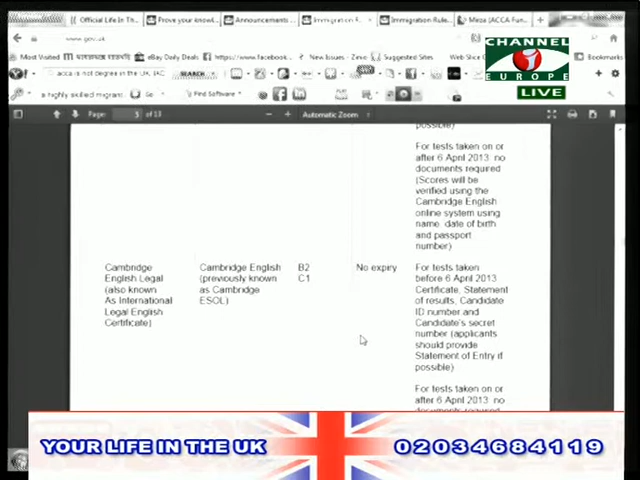 Official Life In Th...
Prove your knowl...
Announcements
Immigration R...
Immigration Rule...
Meza (ACCA Fun...
www.gov.uk
Most Visited
eBay Daily Deals
https://www.facebook...
New Issues - Zeve
Suggested Sites
Web Slice G
Bookmarks
acca is not degree in the UK, IAC
SEARCH
a highly skilled migrant
Go
Find Software
CHANNEL
i
EUROPE
LIVE
Page: 3 of 13
Automatic Zoom
possible)
For tests taken on or
after 6 April 2013 no
documents required
(Scores will be
verified using the
Cambridge English
online system using
name date of birth
and passport
number)
Cambridge
English Legal
(also known
As International
Legal English
Certificate)
Cambridge English
(previously known
as Cambridge
ESOL)
B2
C1
No expiry
For tests taken
before 6 April 2013
Certificate, Statement
of results, Candidate
ID number and
Candidate's secret
number (applicants
should provide
Statement of Entry if
possible)
For tests taken on or
after 6 April 2013 no
documents required
YOUR LIFE IN THE UK
02034684119